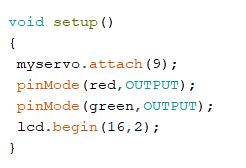 void setup()
{
myservo.attach(9);
pinMode(red,OUTPUT);
pinMode(green,OUTPUT);
lcd.begin(16,2);
}